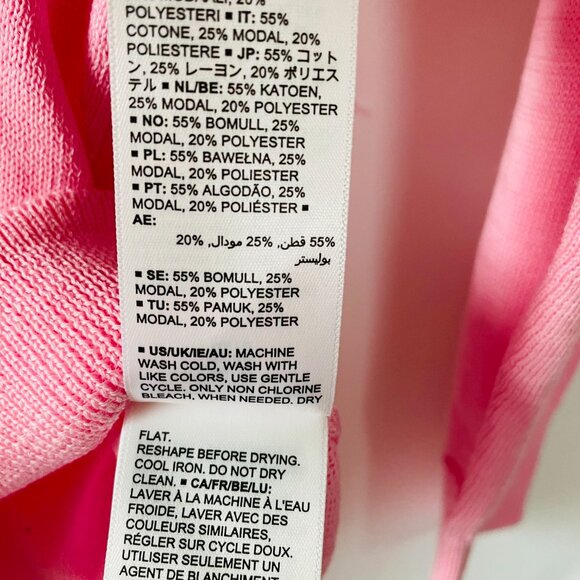 POLYESTERI ■ IT: 55%
COTONE, 25% MODAL, 20%
POLIESTERE ■ JP: 55% コット
ン, 25% レーヨン, 20% ポリエス
テル ■ NL/BE: 55% KATOEN,
25% MODAL, 20% POLYESTER
■ NO: 55% BOMULL, 25%
MODAL, 20% POLYESTER
■ PL: 55% BAWEŁNA, 25%
MODAL, 20% POLIESTER
■ PT: 55% ALGODÃO, 25%
MODAL, 20% POLIÉSTER ■
AE:
55% قطن, 25% مودال, 20%
بوليستر
■ SE: 55% BOMULL, 25%
MODAL, 20% POLYESTER
■ TU: 55% PAMUK, 25%
MODAL, 20% POLYESTER
■ US/UK/IE/AU: MACHINE
WASH COLD, WASH WITH
LIKE COLORS, USE GENTLE
CYCLE. ONLY NON CHLORINE
BLEACH, WHEN NEEDED. DRY
FLAT.
RESHAPE BEFORE DRYING.
COOL IRON. DO NOT DRY
CLEAN. ■ CA/FR/BE/LU:
LAVER À LA MACHINE À L'EAU
FROIDE, LAVER AVEC DES
COULEURS SIMILAIRES,
RÉGLER SUR CYCLE DOUX.
UTILISER SEULEMENT UN
AGENT DE BLANCHIMENT